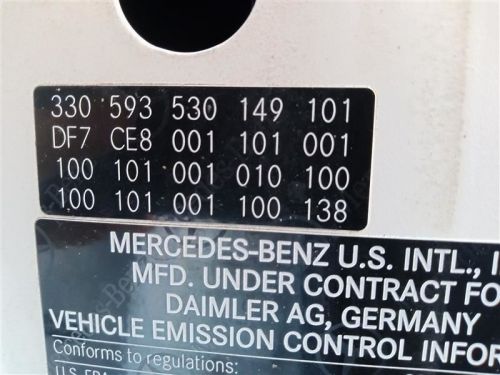 330 593 530 149 101
DF7 CE8 001 101 001
100 101 001 010 100
100 101 001 100 138
MERCEDES-BENZ U.S. INTL., I
MFD. UNDER CONTRACT FO
DAIMLER AG, GERMANY
VEHICLE EMISSION CONTROL INFOR
Conforms to regulations:
U.S. EPA